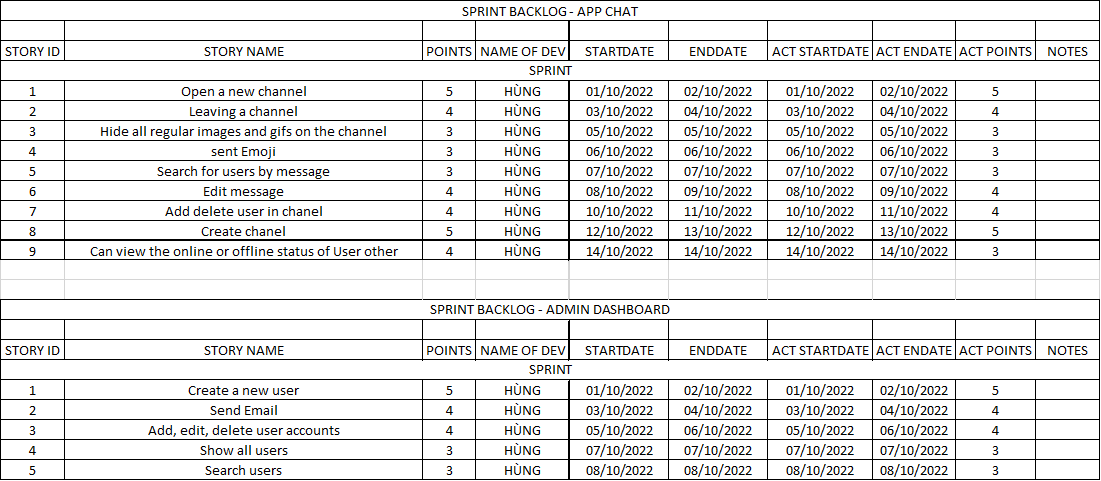 SPRINT BACKLOG - APP CHAT
STORY ID STORY NAME POINTS NAME OF DEV STARTDATE ENDDATE ACT STARTDATE ACT ENDATE ACT POINTS NOTES
SPRINT
1 Open a new channel 5 HÙNG 01/10/2022 02/10/2022 01/10/2022 02/10/2022 5
2 Leaving a channel 4 HÙNG 03/10/2022 04/10/2022 03/10/2022 04/10/2022 4
3 Hide all regular images and gifs on the channel 3 HÙNG 05/10/2022 05/10/2022 05/10/2022 05/10/2022 3
4 sent Emoji 3 HÙNG 06/10/2022 06/10/2022 06/10/2022 06/10/2022 3
5 Search for users by message 3 HÙNG 07/10/2022 07/10/2022 07/10/2022 07/10/2022 3
6 Edit message 4 HÙNG 08/10/2022 09/10/2022 08/10/2022 09/10/2022 4
7 Add delete user in chanel 4 HÙNG 10/10/2022 11/10/2022 10/10/2022 11/10/2022 4
8 Create chanel 5 HÙNG 12/10/2022 13/10/2022 12/10/2022 13/10/2022 5
9 Can view the online or offline status of User other 4 HÙNG 14/10/2022 14/10/2022 14/10/2022 14/10/2022 3
SPRINT BACKLOG - ADMIN DASHBOARD
STORY ID STORY NAME POINTS NAME OF DEV STARTDATE ENDDATE ACT STARTDATE ACT ENDATE ACT POINTS NOTES
SPRINT
1 Create a new user 5 HÙNG 01/10/2022 02/10/2022 01/10/2022 02/10/2022 5
2 Send Email 4 HÙNG 03/10/2022 04/10/2022 03/10/2022 04/10/2022 4
3 Add, edit, delete user accounts 4 HÙNG 05/10/2022 06/10/2022 05/10/2022 06/10/2022 4
4 Show all users 3 HÙNG 07/10/2022 07/10/2022 07/10/2022 07/10/2022 3
5 Search users 3 HÙNG 08/10/2022 08/10/2022 08/10/2022 08/10/2022 3